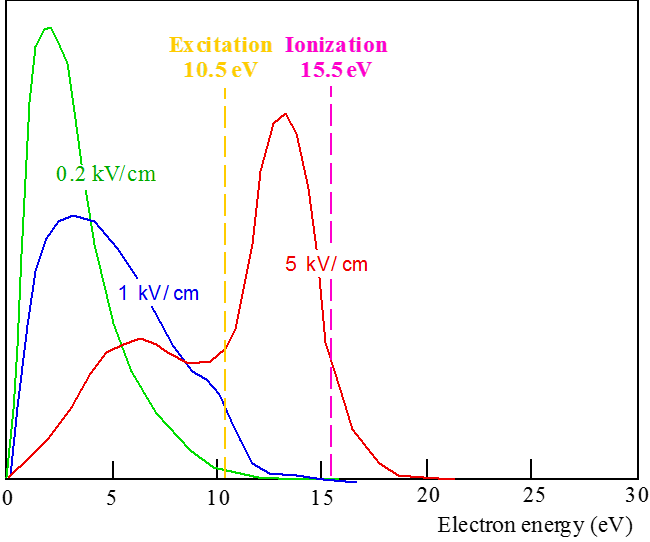 Excitation Ionization
10.5 eV 15.5 eV
0.2 kV/cm
5 kV/ cm
1 kV/ cm
0 5 10 15 20 25 30
Electron energy (eV)